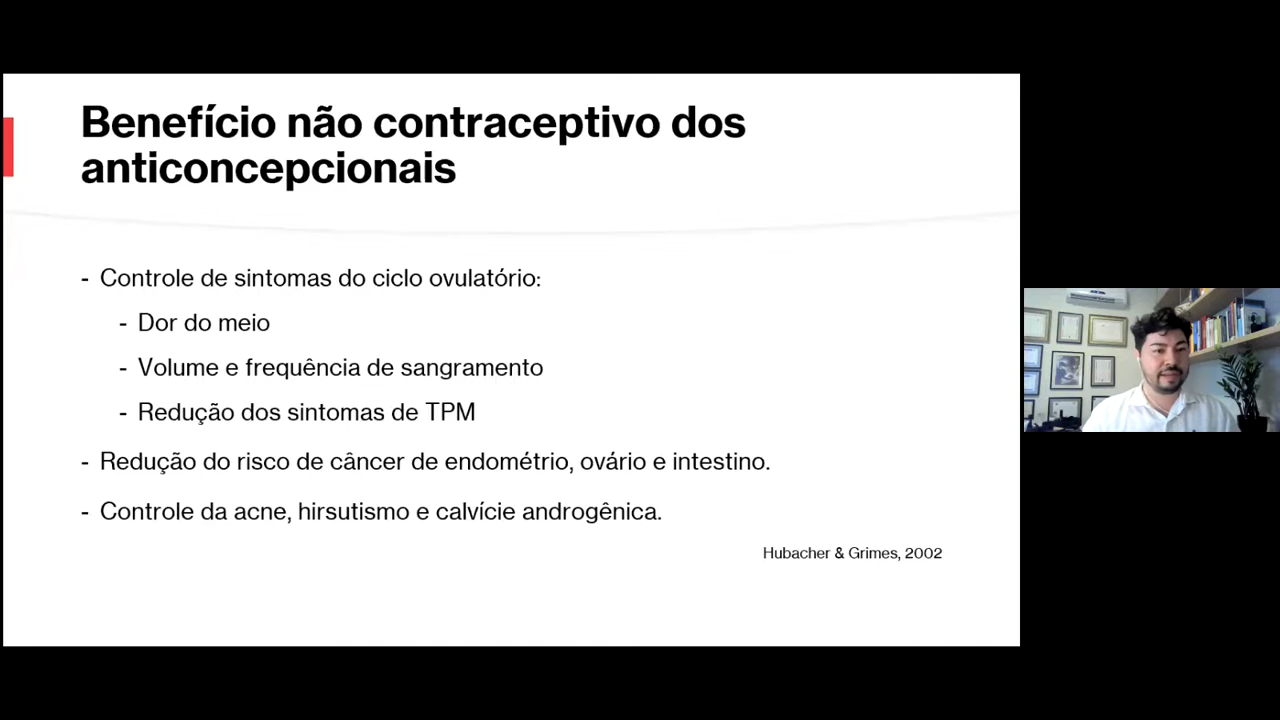 Benefício não contraceptivo dos
anticoncepcionais
- Controle de sintomas do ciclo ovulatório:
- Dor do meio
- Volume e frequência de sangramento
- Redução dos sintomas de TPM
- Redução do risco de câncer de endométrio, ovário e intestino.
- Controle da acne, hirsutismo e calvície androgênica.
Hubacher & Grimes, 2002